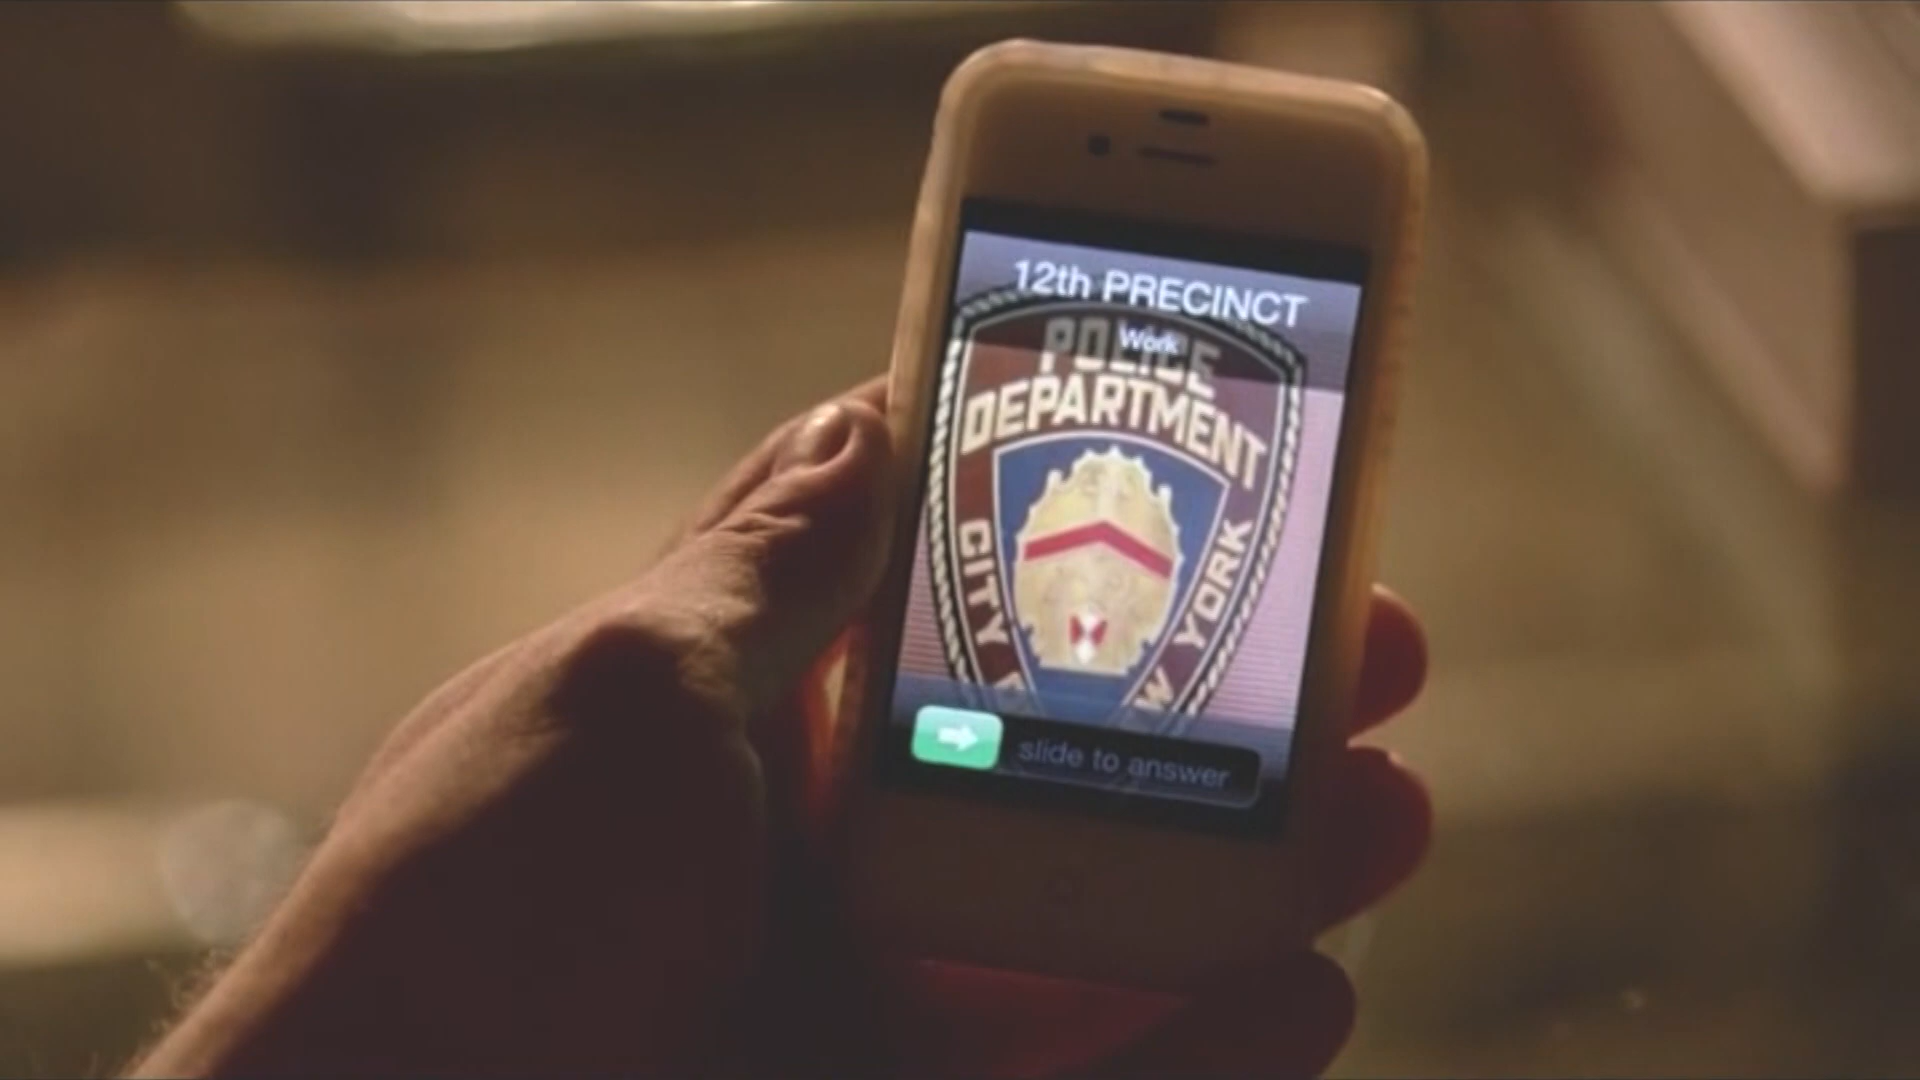 12th PRECINCT
Work
POLICE
DEPARTMENT
CITY
YORK
slide to answer